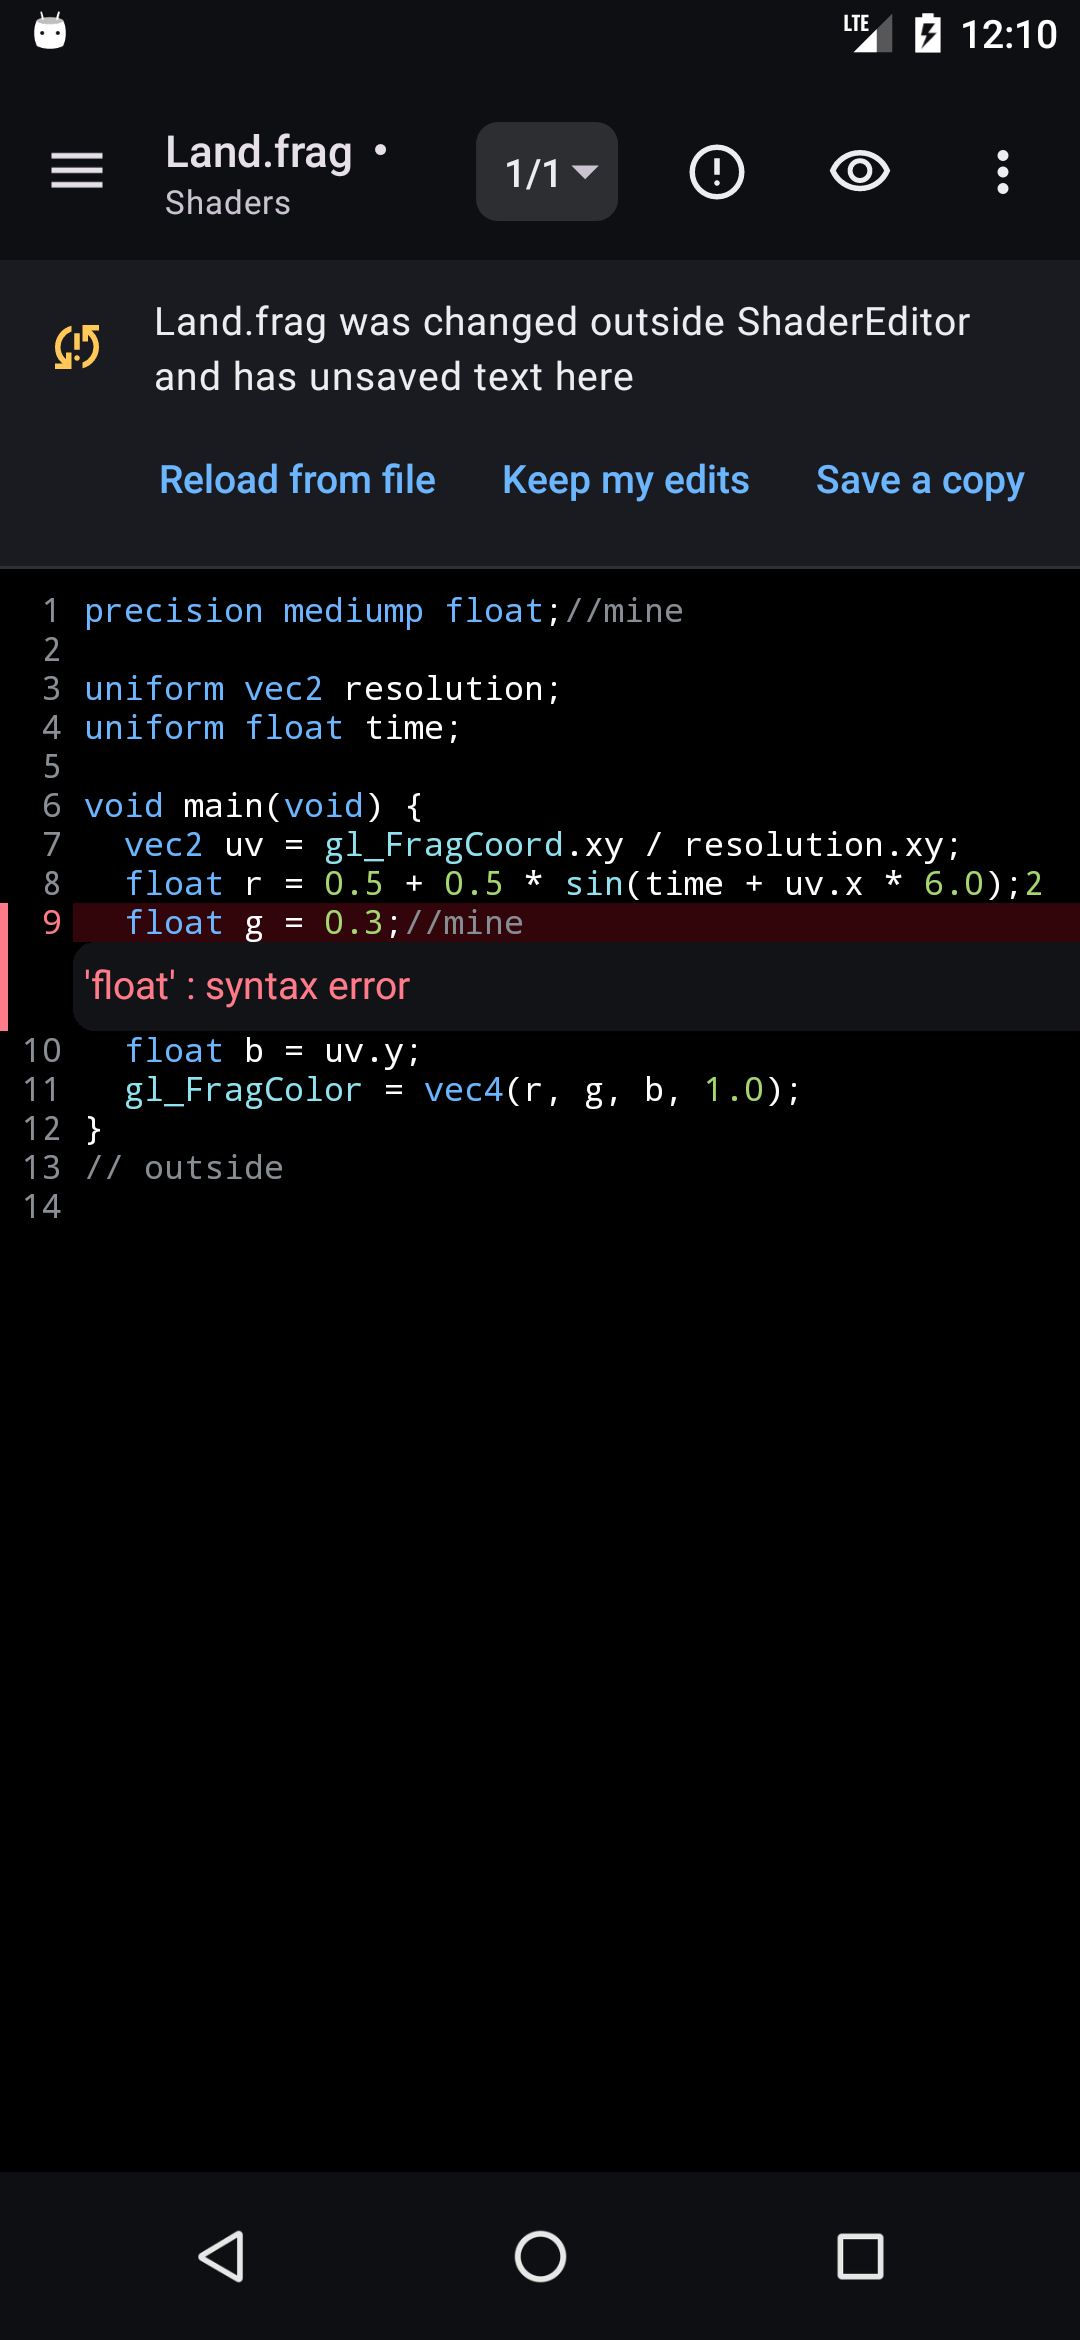 LTE 12:10
Land.frag •
Shaders
1/1
Land.frag was changed outside ShaderEditor
and has unsaved text here
Reload from file Keep my edits Save a copy
1 precision mediump float;//mine
2
3 uniform vec2 resolution;
4 uniform float time;
5
6 void main(void) {
7   vec2 uv = gl_FragCoord.xy / resolution.xy;
8   float r = 0.5 + 0.5 * sin(time + uv.x * 6.0);2
9   float g = 0.3;//mine
'float' : syntax error
10   float b = uv.y;
11   gl_FragColor = vec4(r, g, b, 1.0);
12 }
13 // outside
14